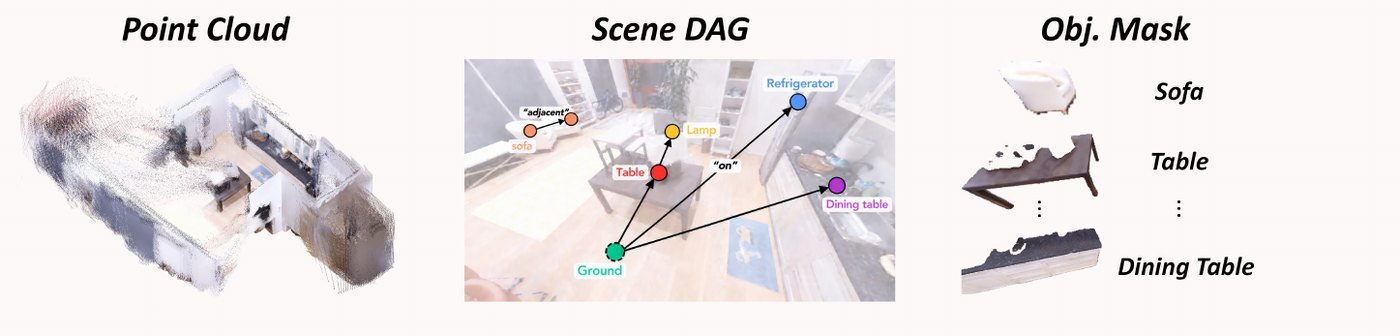 Point Cloud
Scene DAG
Obj. Mask
Refrigerator
"adjacent"
sofa
Lamp
"on"
Table
Dining table
Ground
Sofa
Table
Dining Table